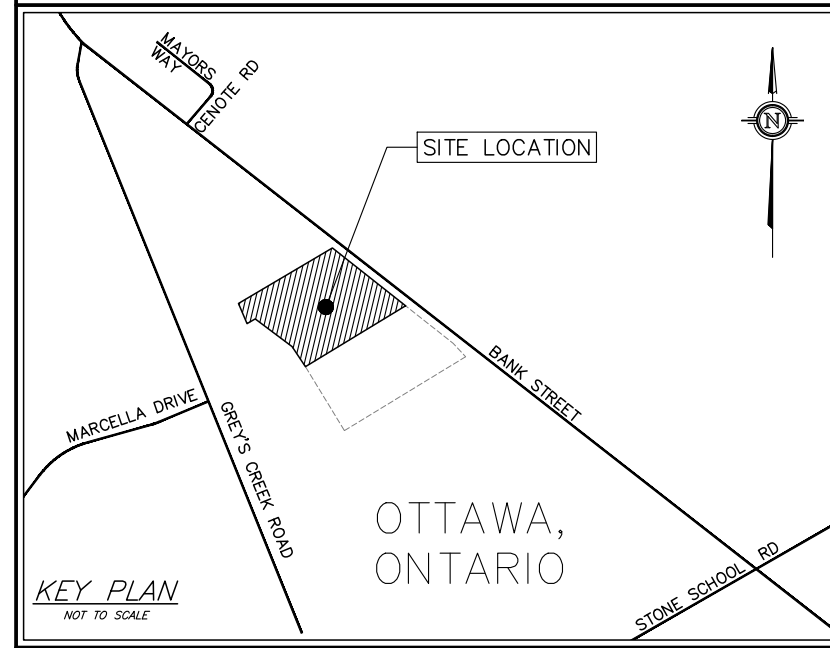 MAYORS
WAY
CENOTE RD
N
SITE LOCATION
BANK STREET
MARCELLA DRIVE
GREY'S CREEK ROAD
OTTAWA,
ONTARIO
STONE SCHOOL RD
KEY PLAN
NOT TO SCALE